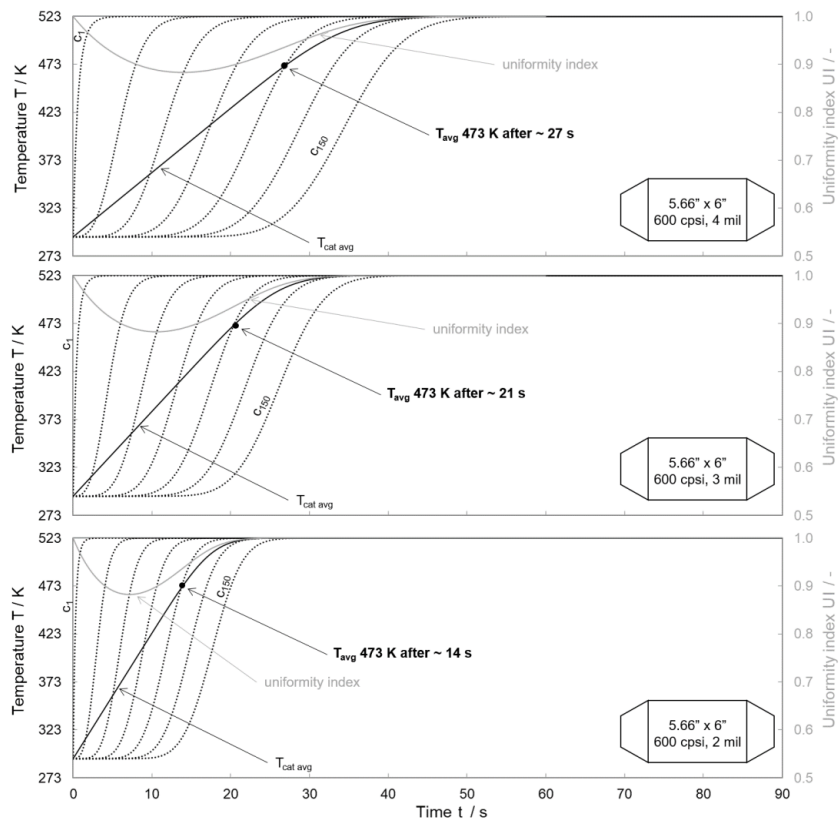 523
473
423
373
323
273
Temperature T / K
C1
uniformity index
Tavg 473 K after ~ 27 s
C150
Tcat avg
5.66” x 6”
600 cpsi, 4 mil
1.0
0.9
0.8
0.7
0.6
0.5
Uniformity index UI / -
523
473
423
373
323
273
Temperature T / K
C1
uniformity index
Tavg 473 K after ~ 21 s
C150
Tcat avg
5.66” x 6”
600 cpsi, 3 mil
1.0
0.9
0.8
0.7
0.6
0.5
Uniformity index UI / -
523
473
423
373
323
273
Temperature T / K
C1
C150
Tavg 473 K after ~ 14 s
uniformity index
Tcat avg
5.66” x 6”
600 cpsi, 2 mil
1.0
0.9
0.8
0.7
0.6
0.5
Uniformity index UI / -
0 10 20 30 40 50 60 70 80 90
Time t / s